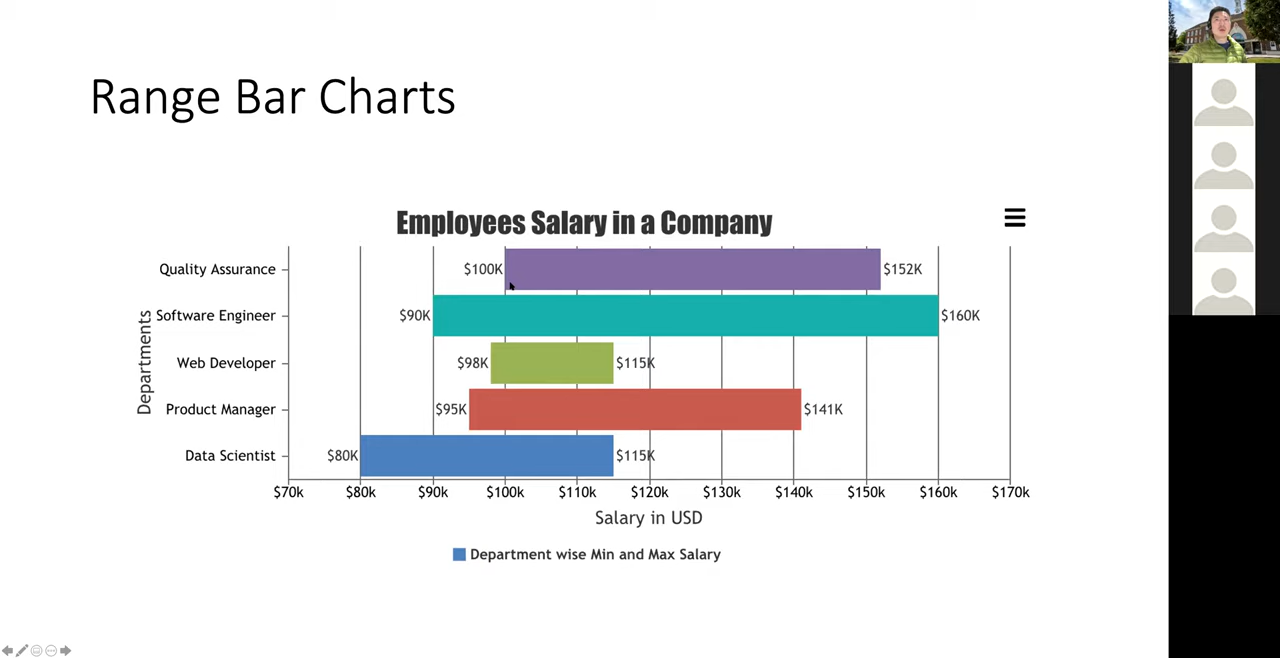 Range Bar Charts
Employees Salary in a Company
Departments
Quality Assurance $100K $152K
Software Engineer $90K $160K
Web Developer $98K $115K
Product Manager $95K $141K
Data Scientist $80K $115K
$70k $80k $90k $100k $110k $120k $130k $140k $150k $160k $170k
Salary in USD
Department wise Min and Max Salary